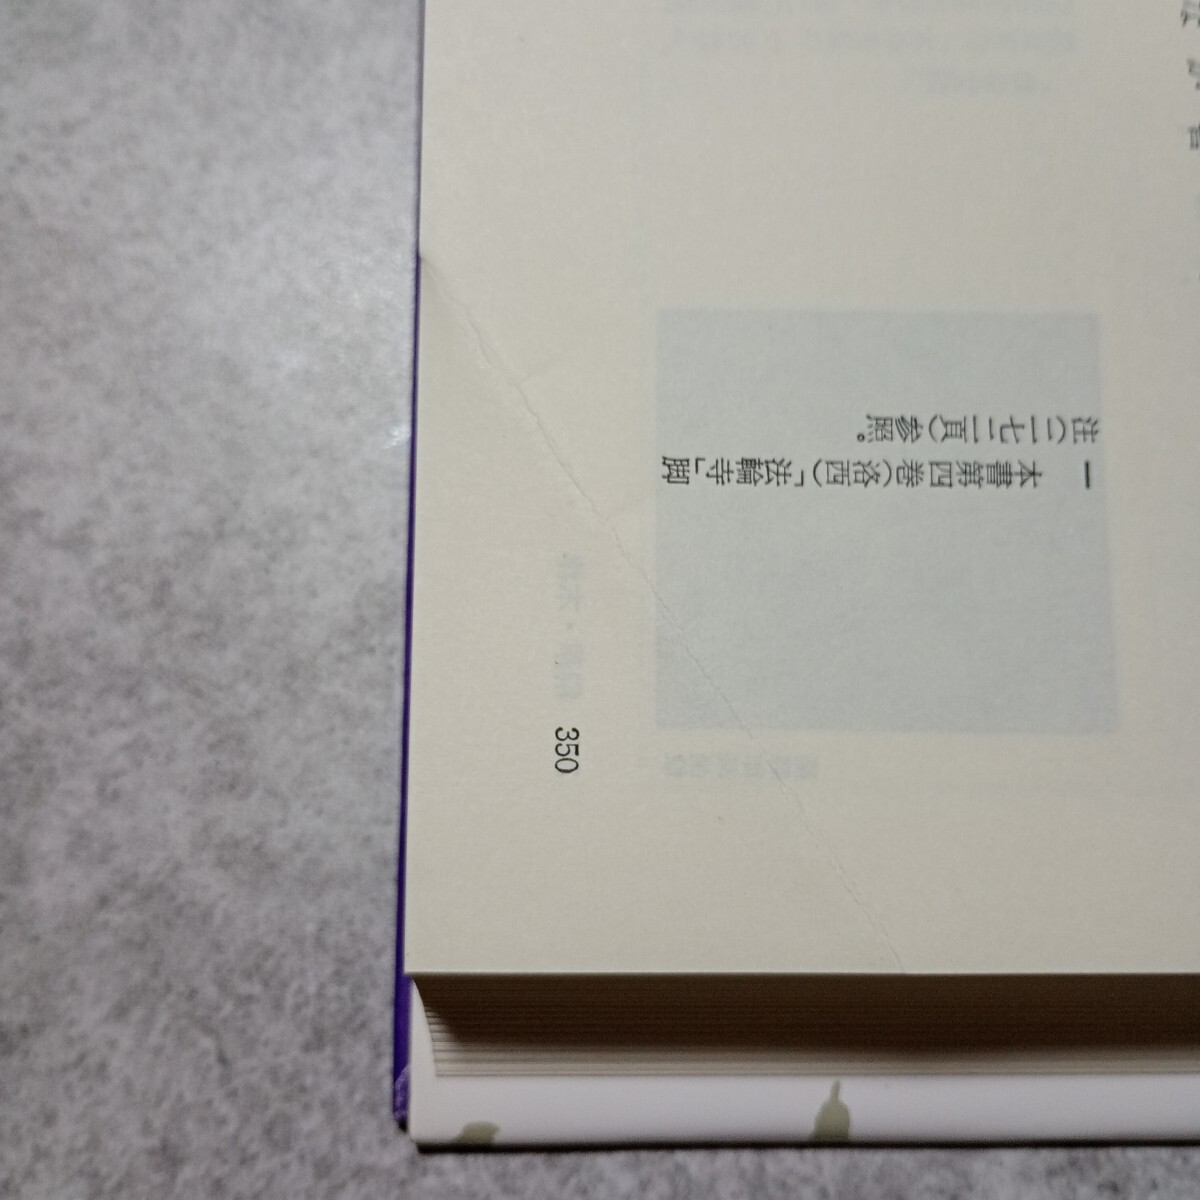 一　本書第四巻（洛西）「法輪寺」脚
注（二七二頁）参照。
350